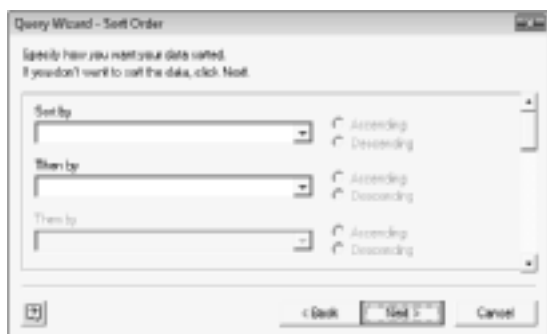 Query Wizard - Sort Order
Specify how you want your data sorted.
If you don't want to sort the data, click Next.
Sort by
Ascending
Descending
Then by
Ascending
Descending
Then by
Ascending
Descending
?
< Back Next > Cancel